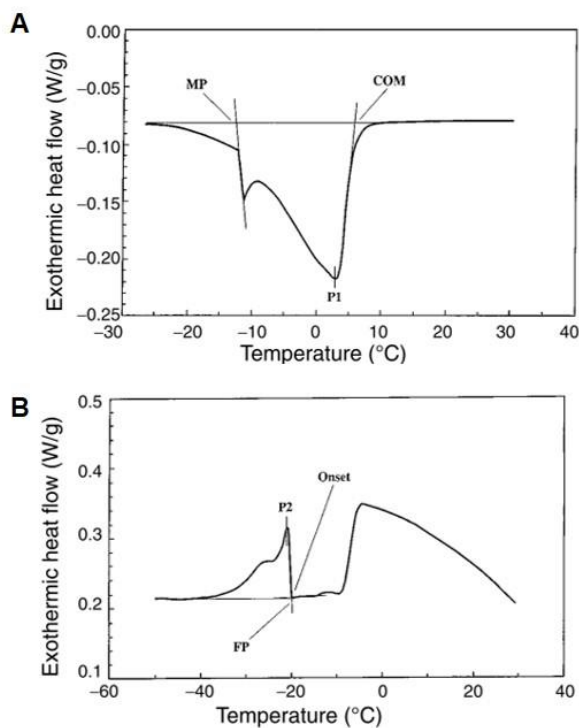 A
Exothermic heat flow (W/g)
0.00
−0.05
−0.10
−0.15
−0.20
−0.25
MP
COM
P1
−30
−20
−10
0
10
20
30
40
Temperature (°C)
B
Exothermic heat flow (W/g)
0.5
0.4
0.3
0.2
0.1
P2
Onset
FP
−60
−40
−20
0
20
40
Temperature (°C)